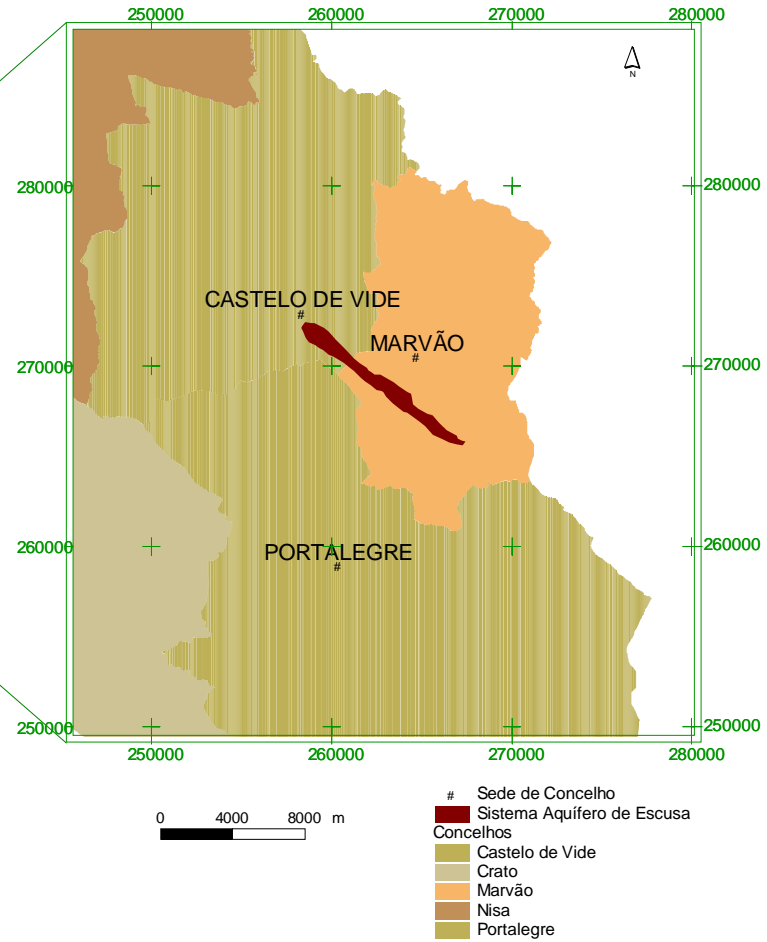 250000 260000 270000 280000
N
280000 280000
CASTELO DE VIDE
#
MARVÃO
#
270000 270000
PORTALEGRE
#
260000 260000
250000 250000
250000 260000 270000 280000
0 4000 8000 m
# Sede de Concelho
Sistema Aquífero de Escusa
Concelhos
Castelo de Vide
Crato
Marvão
Nisa
Portalegre